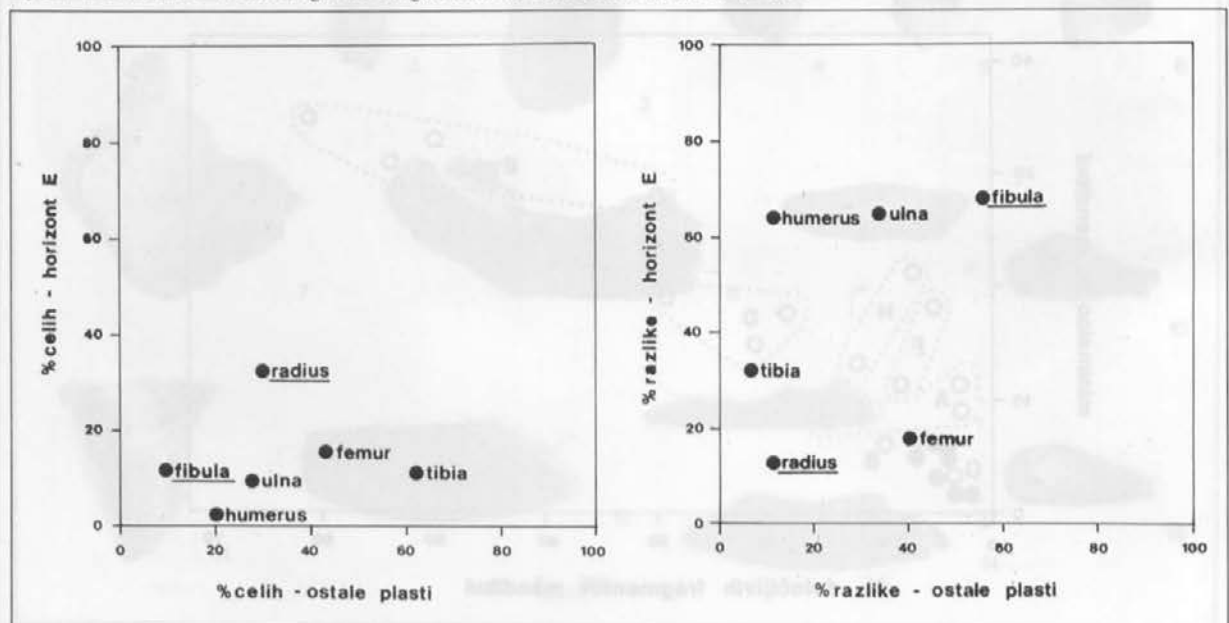 100
80
60
40
20
0
0 20 40 60 80 100
% celih - horizont E
% celih - ostale plasti
radius
fibula
ulna
femur
tibia
humerus
100
80
60
40
20
0
0 20 40 60 80 100
% razlike - horizont E
% razlike - ostale plasti
humerus
ulna
fibula
tibia
femur
radius